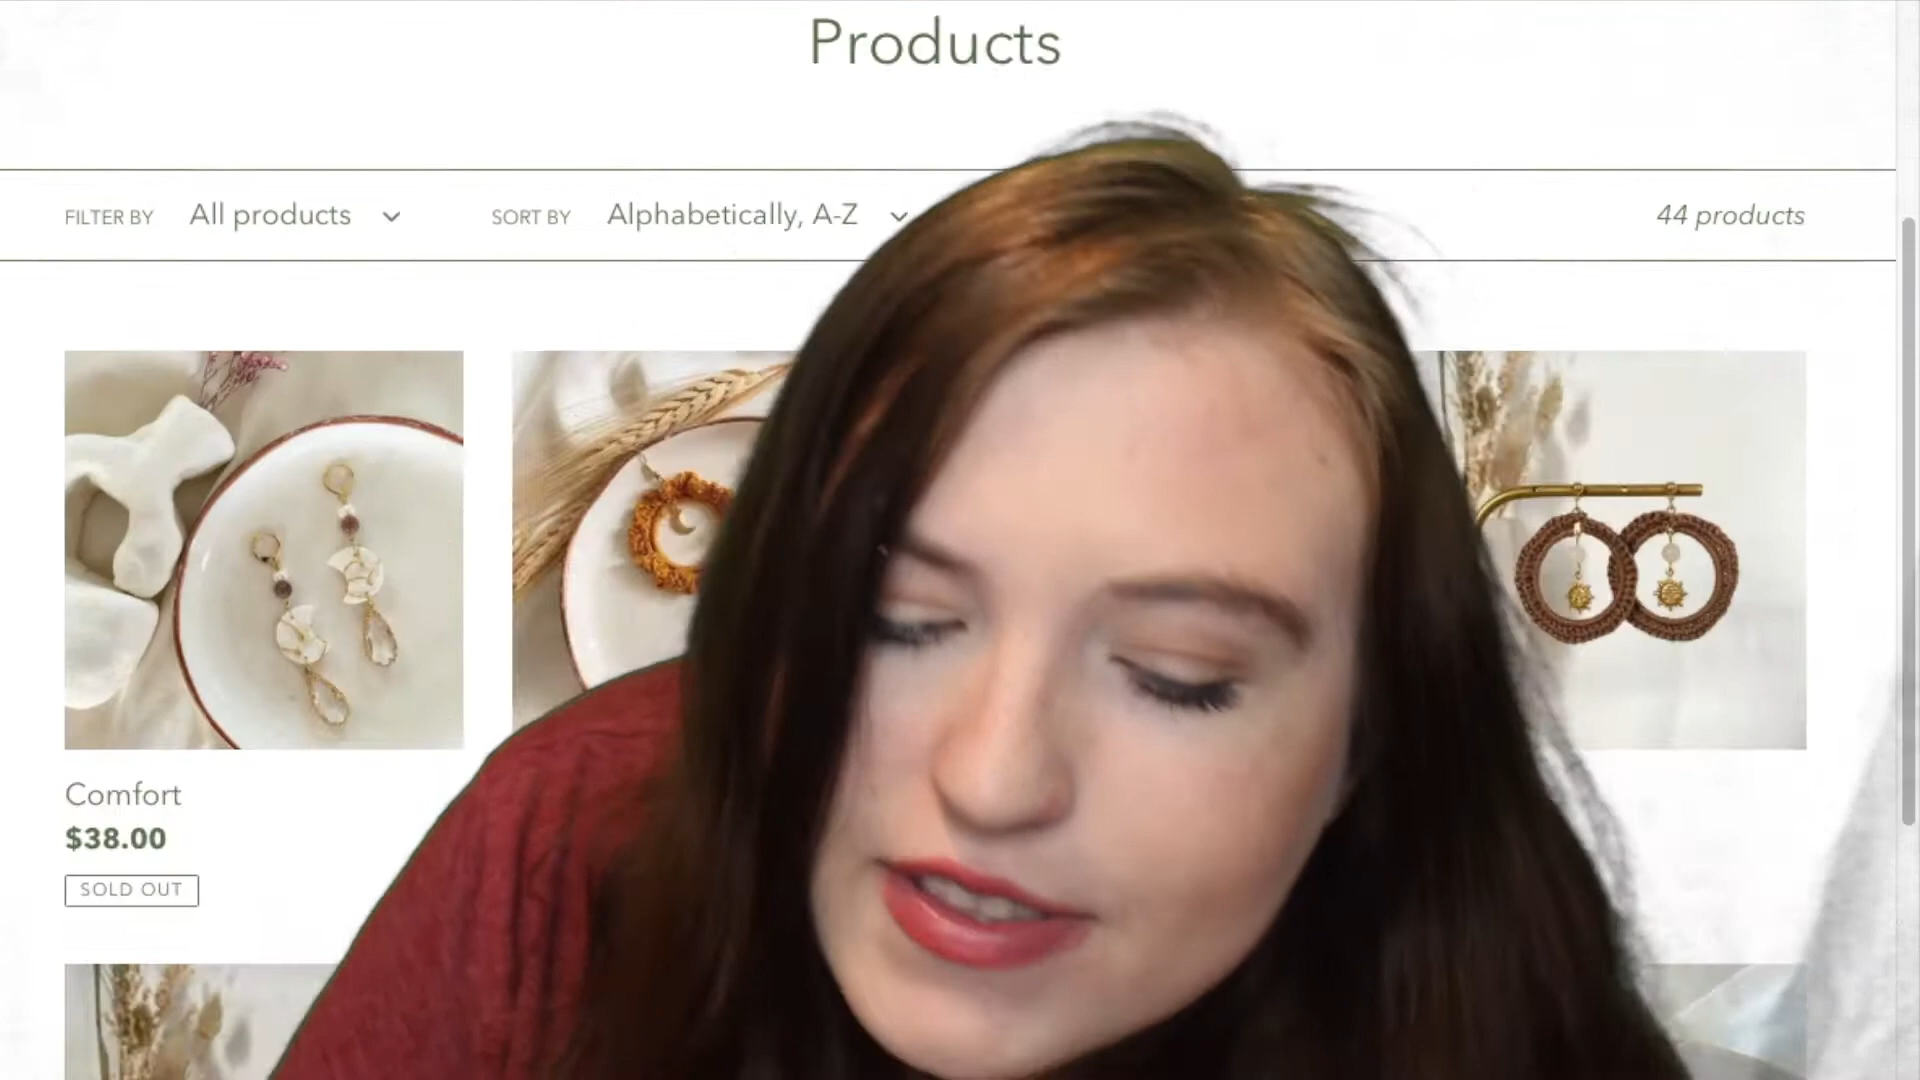 Products
FILTER BY All products SORT BY Alphabetically, A-Z 44 products
Comfort
$38.00
SOLD OUT